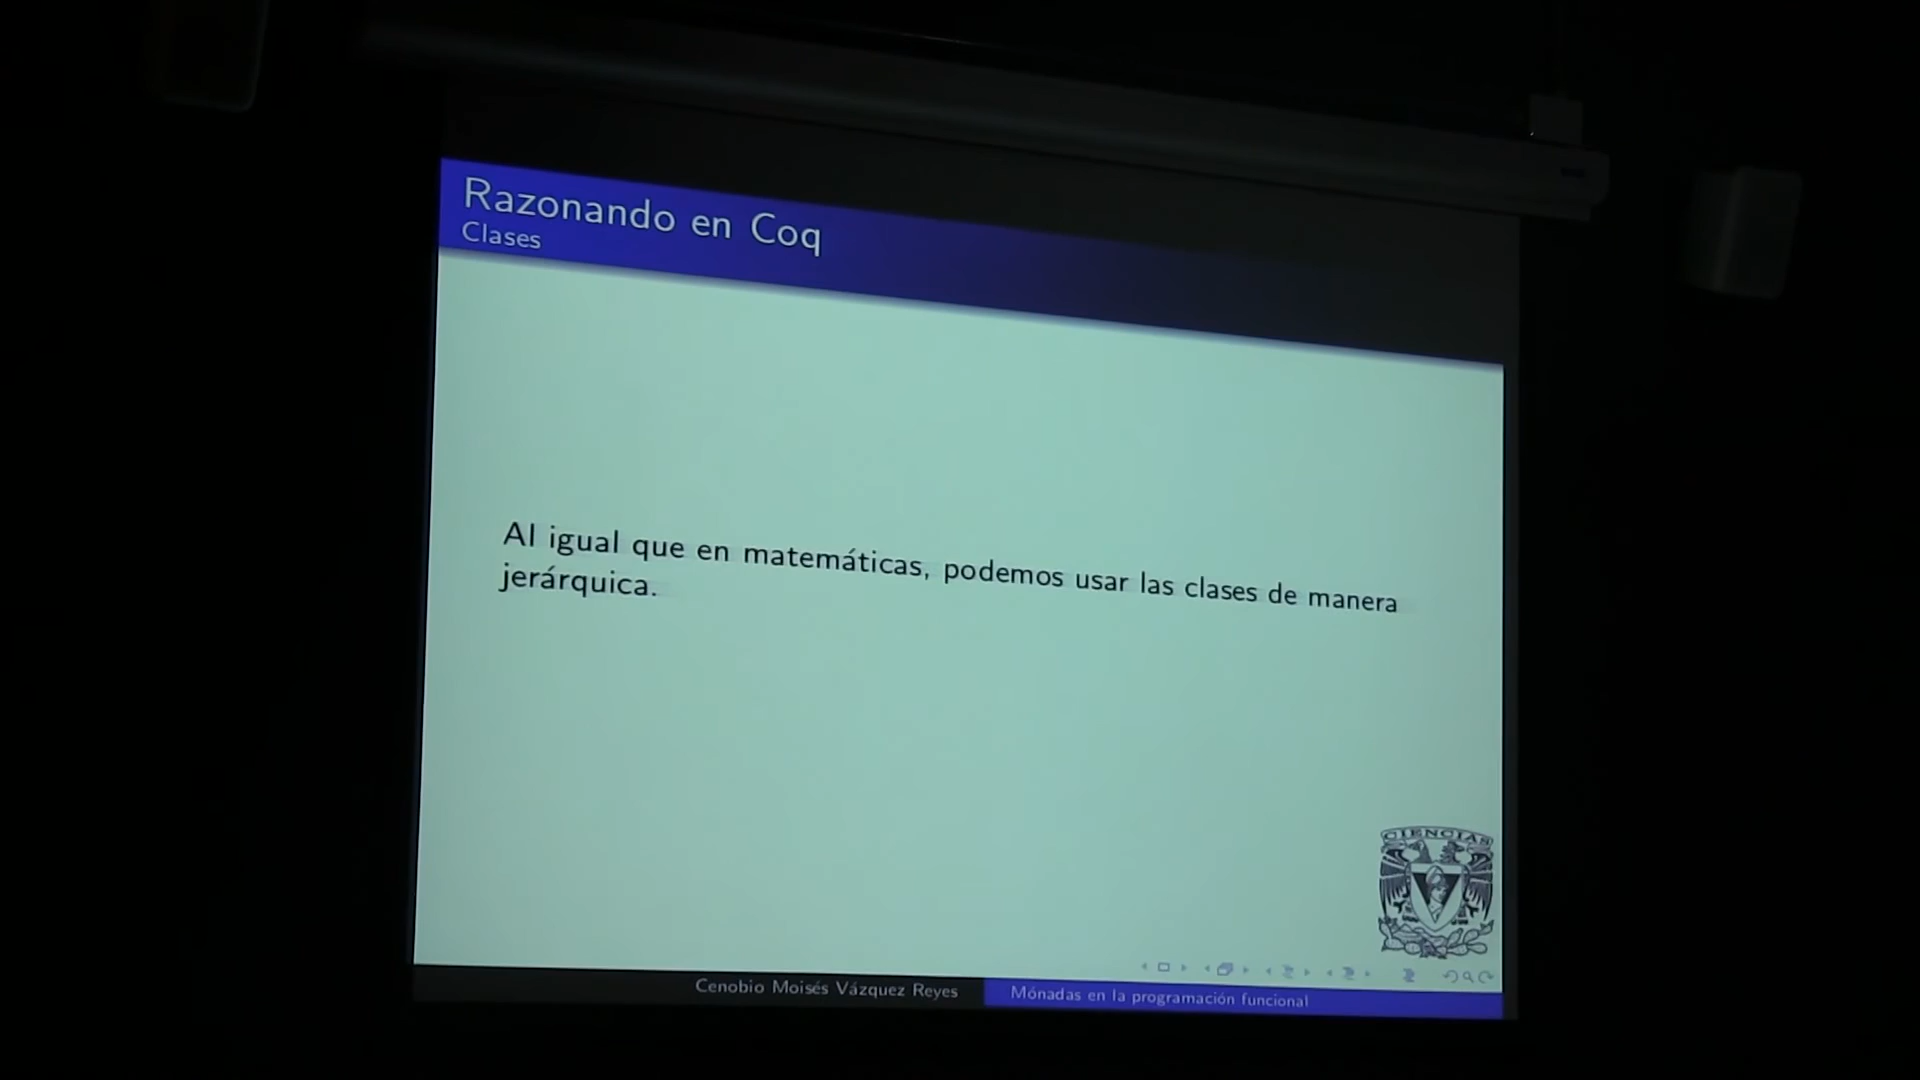 Razonando en Coq
Clases
Al igual que en matemáticas, podemos usar las clases de manera
jerárquica.
CIENCIAS
Cenobio Moisés Vázquez Reyes
Mónadas en la programación funcional